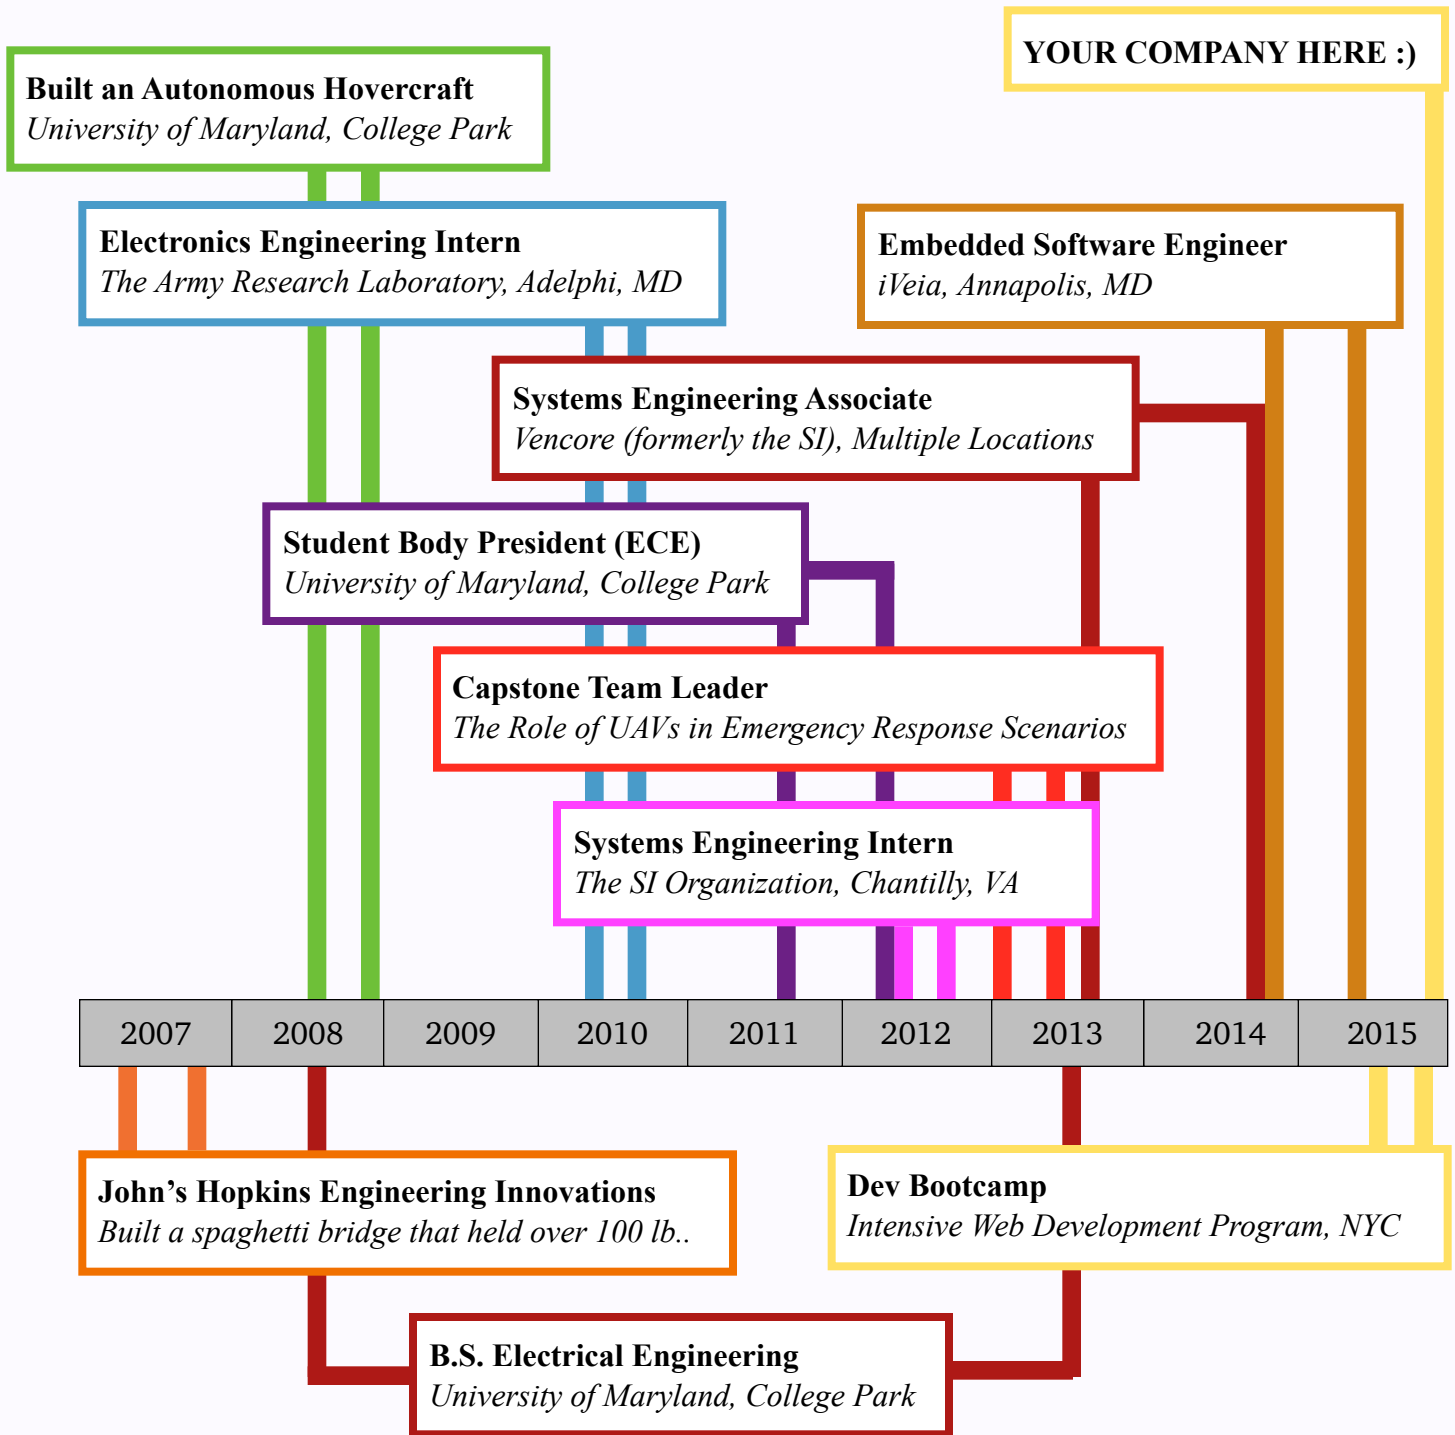 YOUR COMPANY HERE :)
Built an Autonomous Hovercraft
University of Maryland, College Park
Electronics Engineering Intern
The Army Research Laboratory, Adelphi, MD
Embedded Software Engineer
iVeia, Annapolis, MD
Systems Engineering Associate
Vencore (formerly the SI), Multiple Locations
Student Body President (ECE)
University of Maryland, College Park
Capstone Team Leader
The Role of UAVs in Emergency Response Scenarios
Systems Engineering Intern
The SI Organization, Chantilly, VA
2007 2008 2009 2010 2011 2012 2013 2014 2015
John’s Hopkins Engineering Innovations
Built a spaghetti bridge that held over 100 lb..
Dev Bootcamp
Intensive Web Development Program, NYC
B.S. Electrical Engineering
University of Maryland, College Park